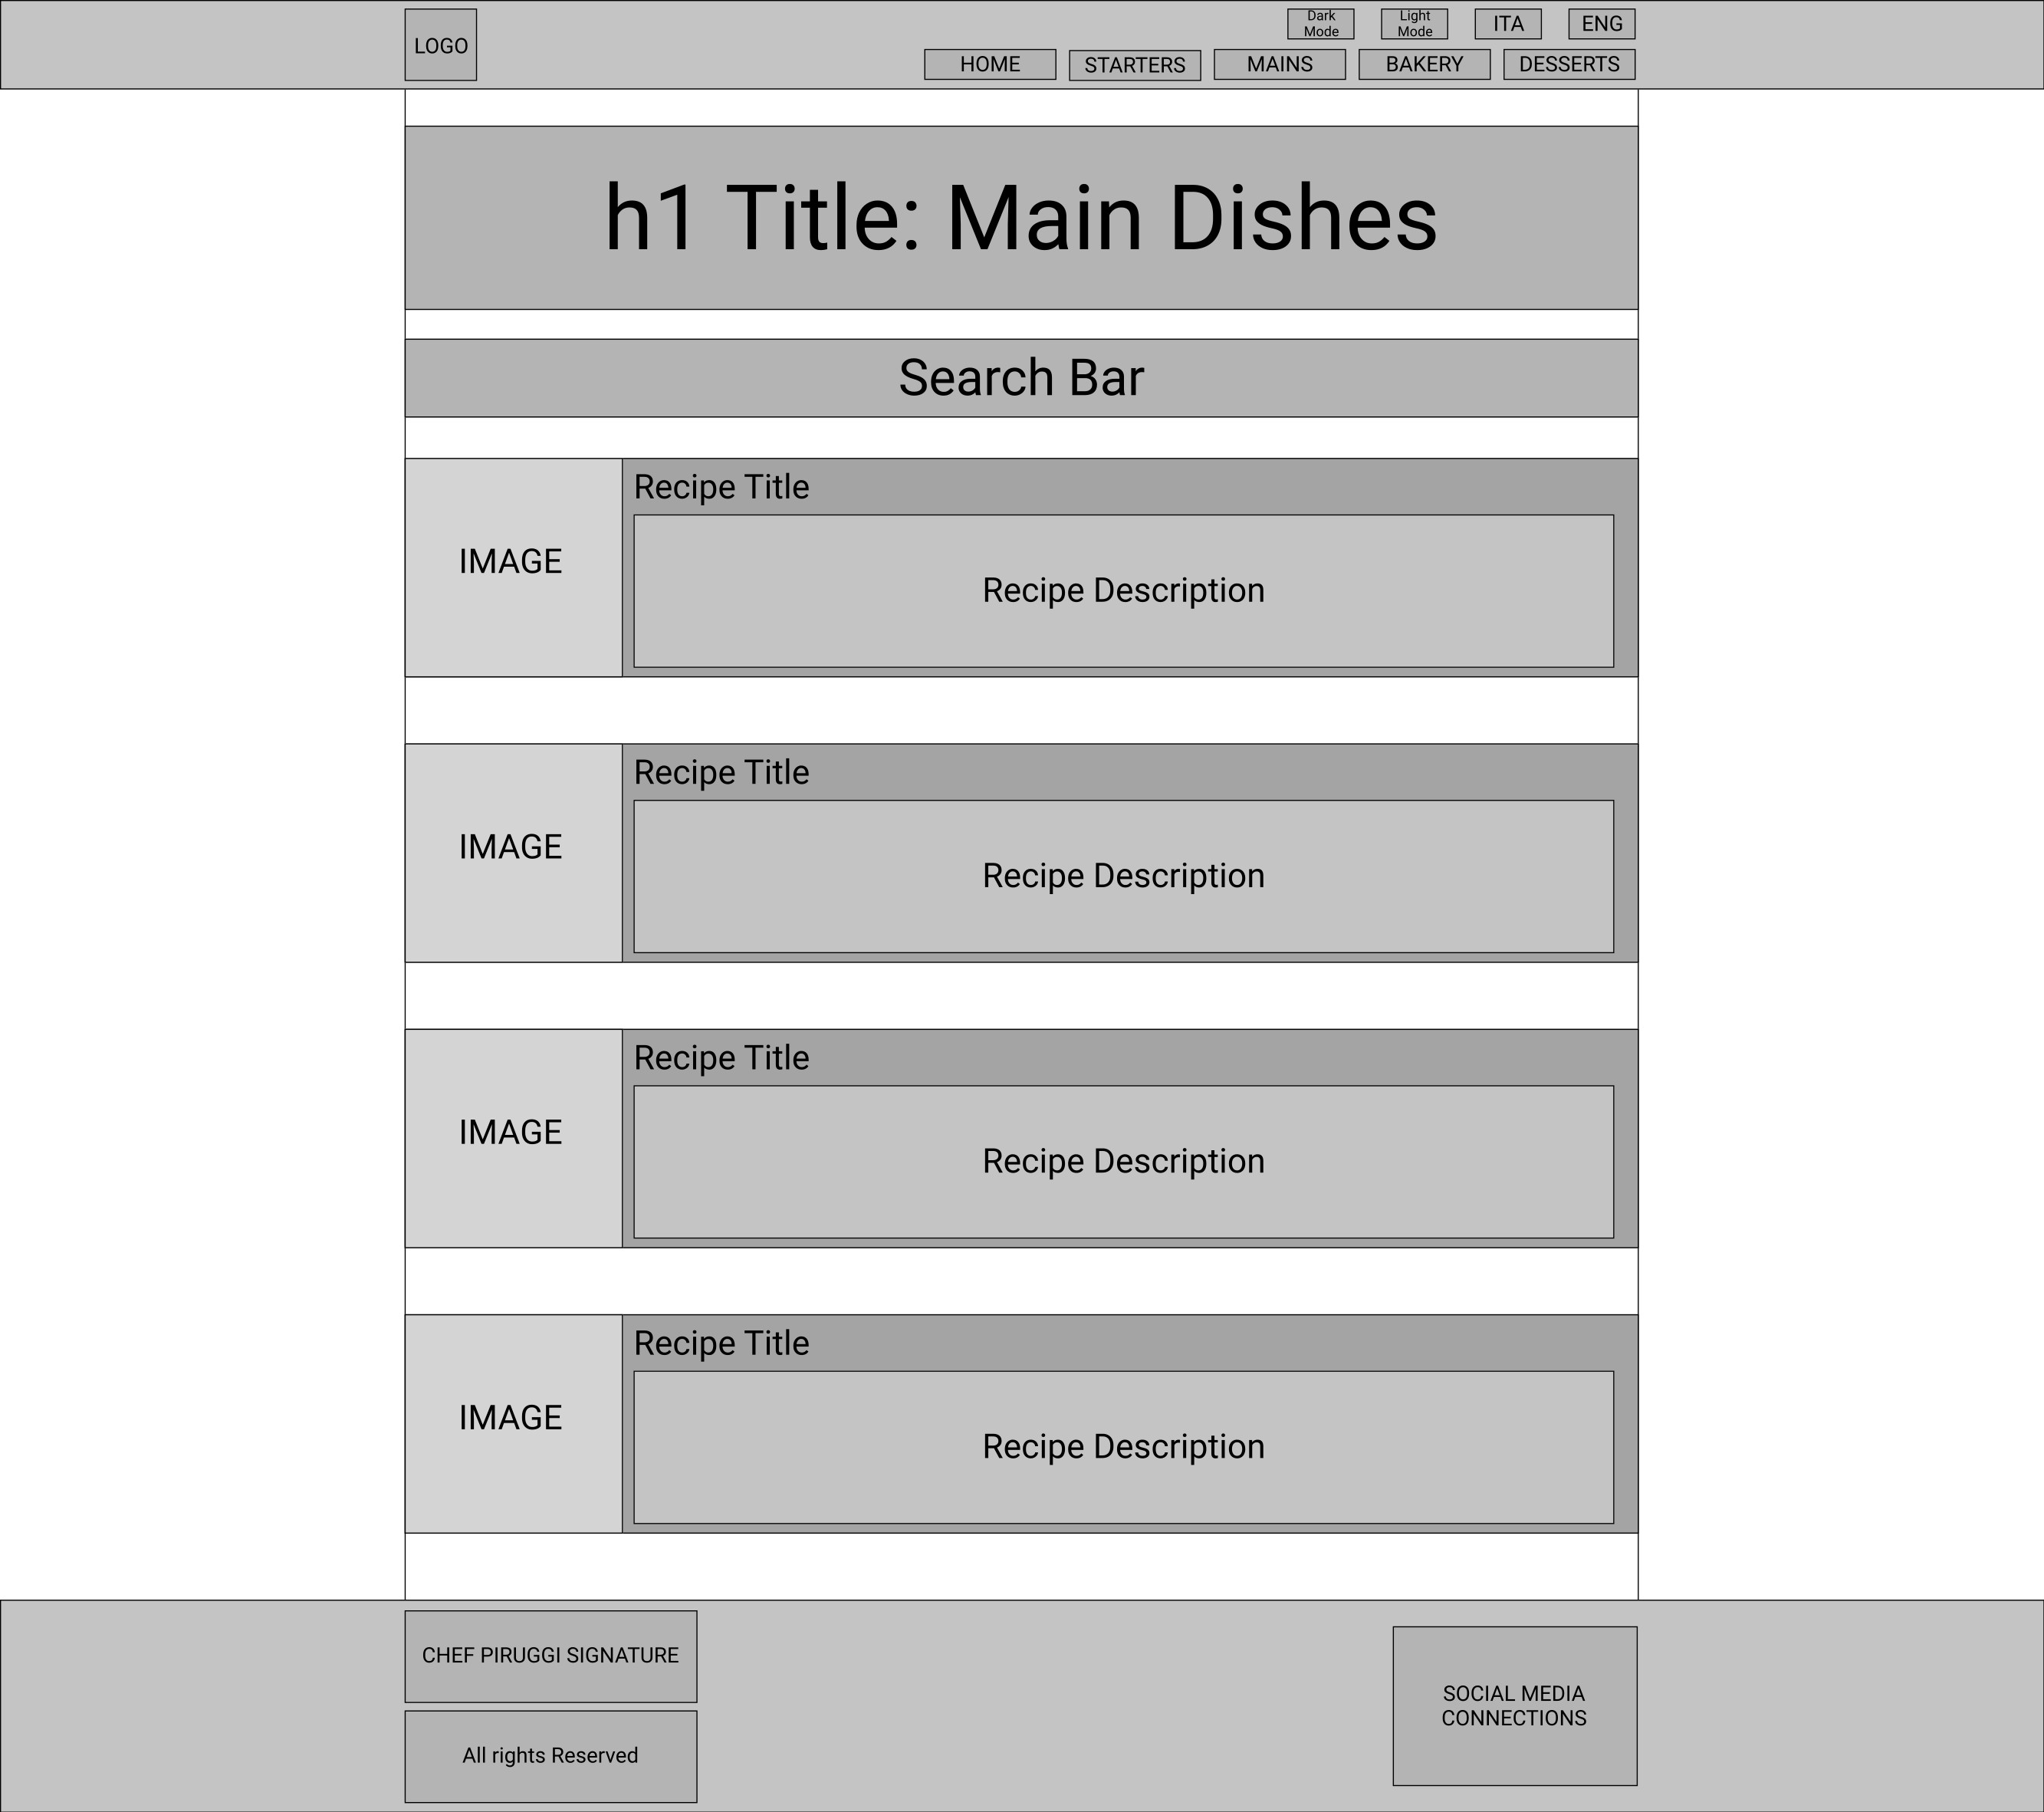 LOGO
Dark
Mode
Light
Mode
ITA
ENG
HOME
STARTERS
MAINS
BAKERY
DESSERTS
h1 Title: Main Dishes
Search Bar
IMAGE
Recipe Title
Recipe Description
IMAGE
Recipe Title
Recipe Description
IMAGE
Recipe Title
Recipe Description
IMAGE
Recipe Title
Recipe Description
CHEF PIRUGGI SIGNATURE
All rights Reserved
SOCIAL MEDIA
CONNECTIONS